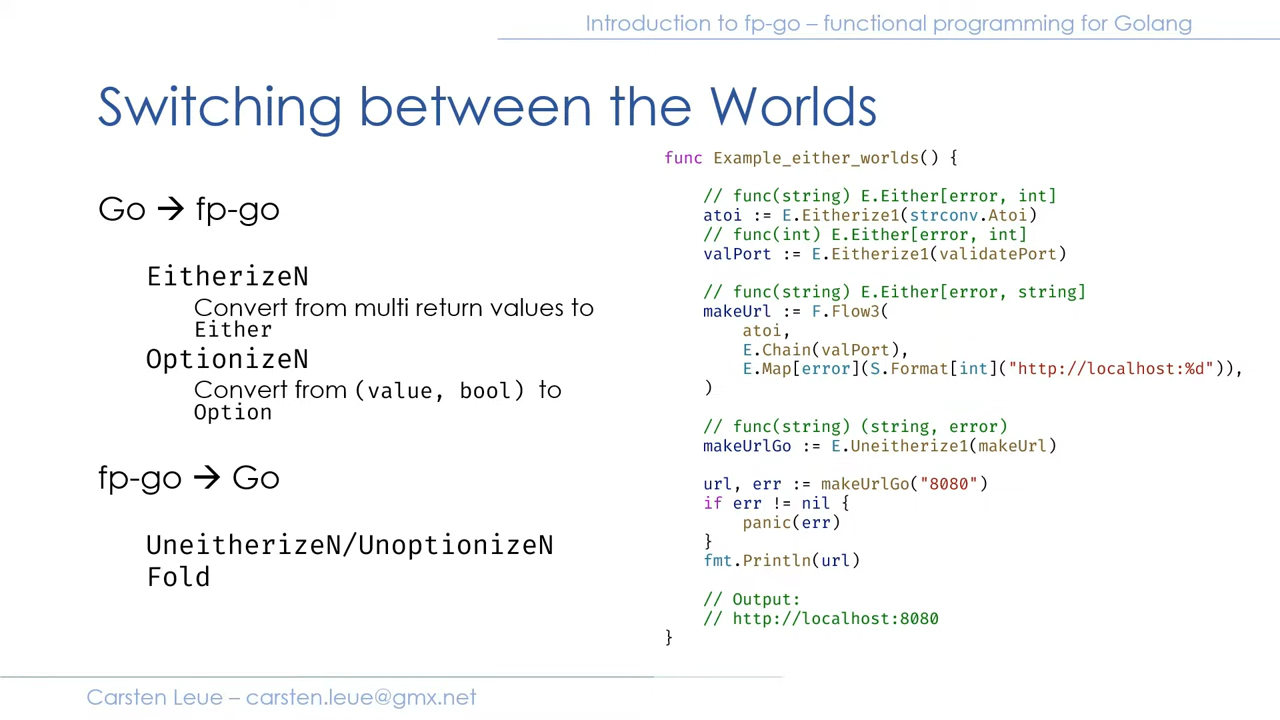 Introduction to fp-go – functional programming for Golang
Switching between the Worlds
Go → fp-go
EitherizeN
Convert from multi return values to
Either
OptionizeN
Convert from (value, bool) to
Option
fp-go → Go
UneitherizeN/UnoptionizeN
Fold
func Example_either_worlds() {
// func(string) E.Either[error, int]
atoi := E.Eitherize1(strconv.Atoi)
// func(int) E.Either[error, int]
valPort := E.Eitherize1(validatePort)
// func(string) E.Either[error, string]
makeUrl := F.Flow3(
atoi,
E.Chain(valPort),
E.Map[error](S.Format[int]("http://localhost:%d")),
)
// func(string) (string, error)
makeUrlGo := E.Uneitherize1(makeUrl)
url, err := makeUrlGo("8080")
if err != nil {
panic(err)
}
fmt.Println(url)
// Output:
// http://localhost:8080
}
Carsten Leue – carsten.leue@gmx.net